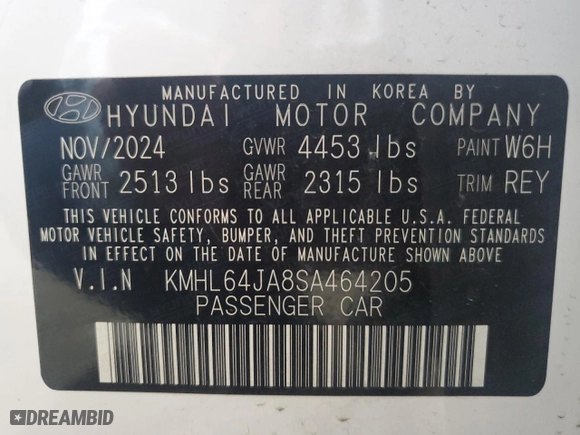 MANUFACTURED IN KOREA BY
HYUNDAI MOTOR COMPANY
NOV/2024 GVWR 4453 lbs PAINT W6H
GAWR FRONT 2513 lbs GAWR REAR 2315 lbs TRIM REY
THIS VEHICLE CONFORMS TO ALL APPLICABLE U.S.A. FEDERAL
MOTOR VEHICLE SAFETY, BUMPER, AND THEFT PREVENTION STANDARDS
IN EFFECT ON THE DATE OF MANUFACTURE SHOWN ABOVE
V.I.N KMHL64JA8SA464205
PASSENGER CAR
DREAMBID